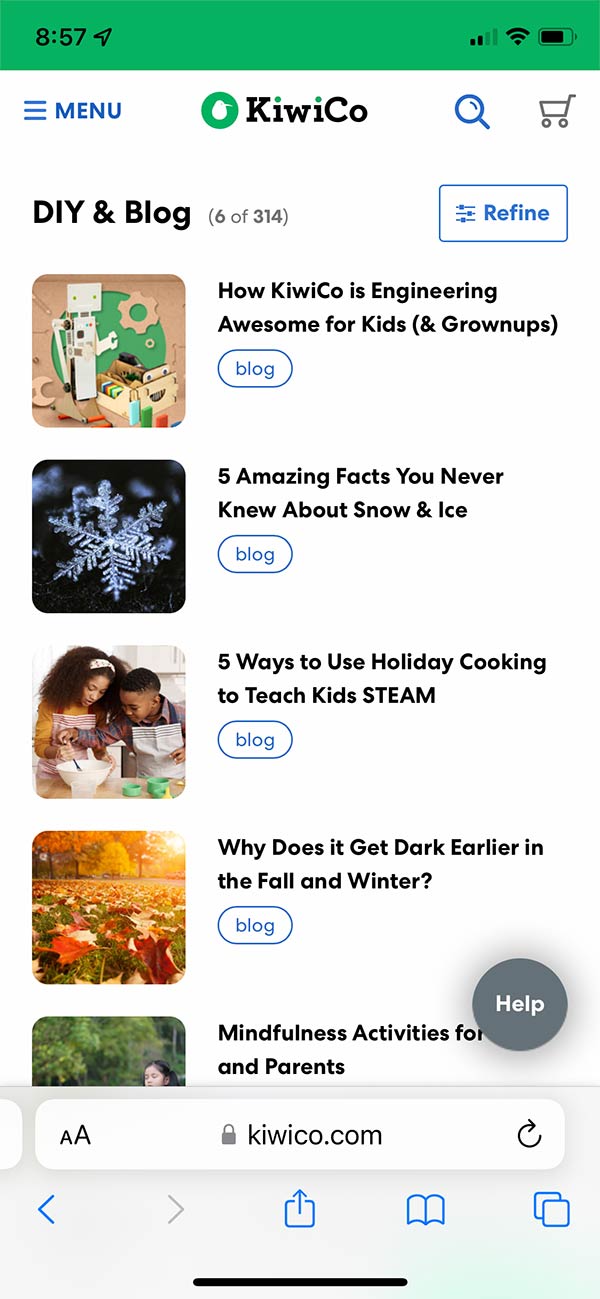 8:57
MENU
KiwiCo
DIY & Blog (6 of 314)
Refine
How KiwiCo is Engineering
Awesome for Kids (& Grownups)
blog
5 Amazing Facts You Never
Knew About Snow & Ice
blog
5 Ways to Use Holiday Cooking
to Teach Kids STEAM
blog
Why Does it Get Dark Earlier in
the Fall and Winter?
blog
Help
Mindfulness Activities for
and Parents
AA
kiwico.com